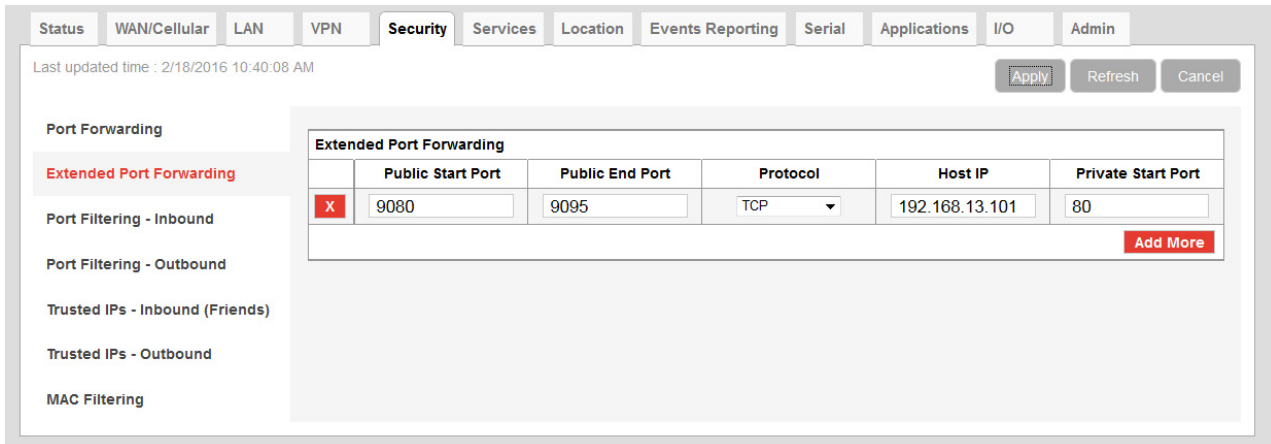 Status WAN/Cellular LAN VPN Security Services Location Events Reporting Serial Applications I/O Admin
Last updated time : 2/18/2016 10:40:08 AM
Apply Refresh Cancel
Port Forwarding
Extended Port Forwarding
Port Filtering - Inbound
Port Filtering - Outbound
Trusted IPs - Inbound (Friends)
Trusted IPs - Outbound
MAC Filtering
Extended Port Forwarding
Public Start Port Public End Port Protocol Host IP Private Start Port
X 9080 9095 TCP 192.168.13.101 80
Add More